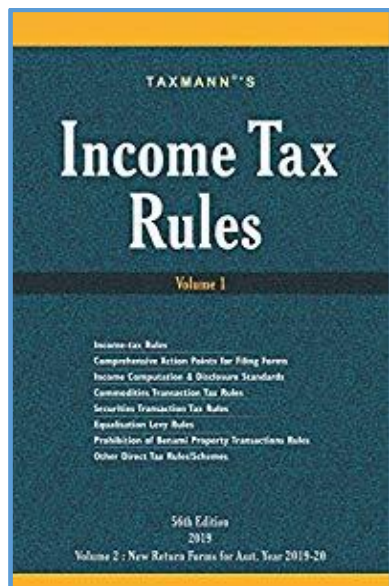 TAXMANN®'S
Income Tax
Rules
Volume 1
Income-tax Rules
Comprehensive Action Points for Filing Forms
Income Computation & Disclosure Standards
Commodities Transaction Tax Rules
Securities Transaction Tax Rules
Equalisation Levy Rules
Prohibition of Benami Property Transactions Rules
Other Direct Tax Rules/Schemes
56th Edition
2019
Volume 2 : New Return Forms for Asst. Year 2019-20